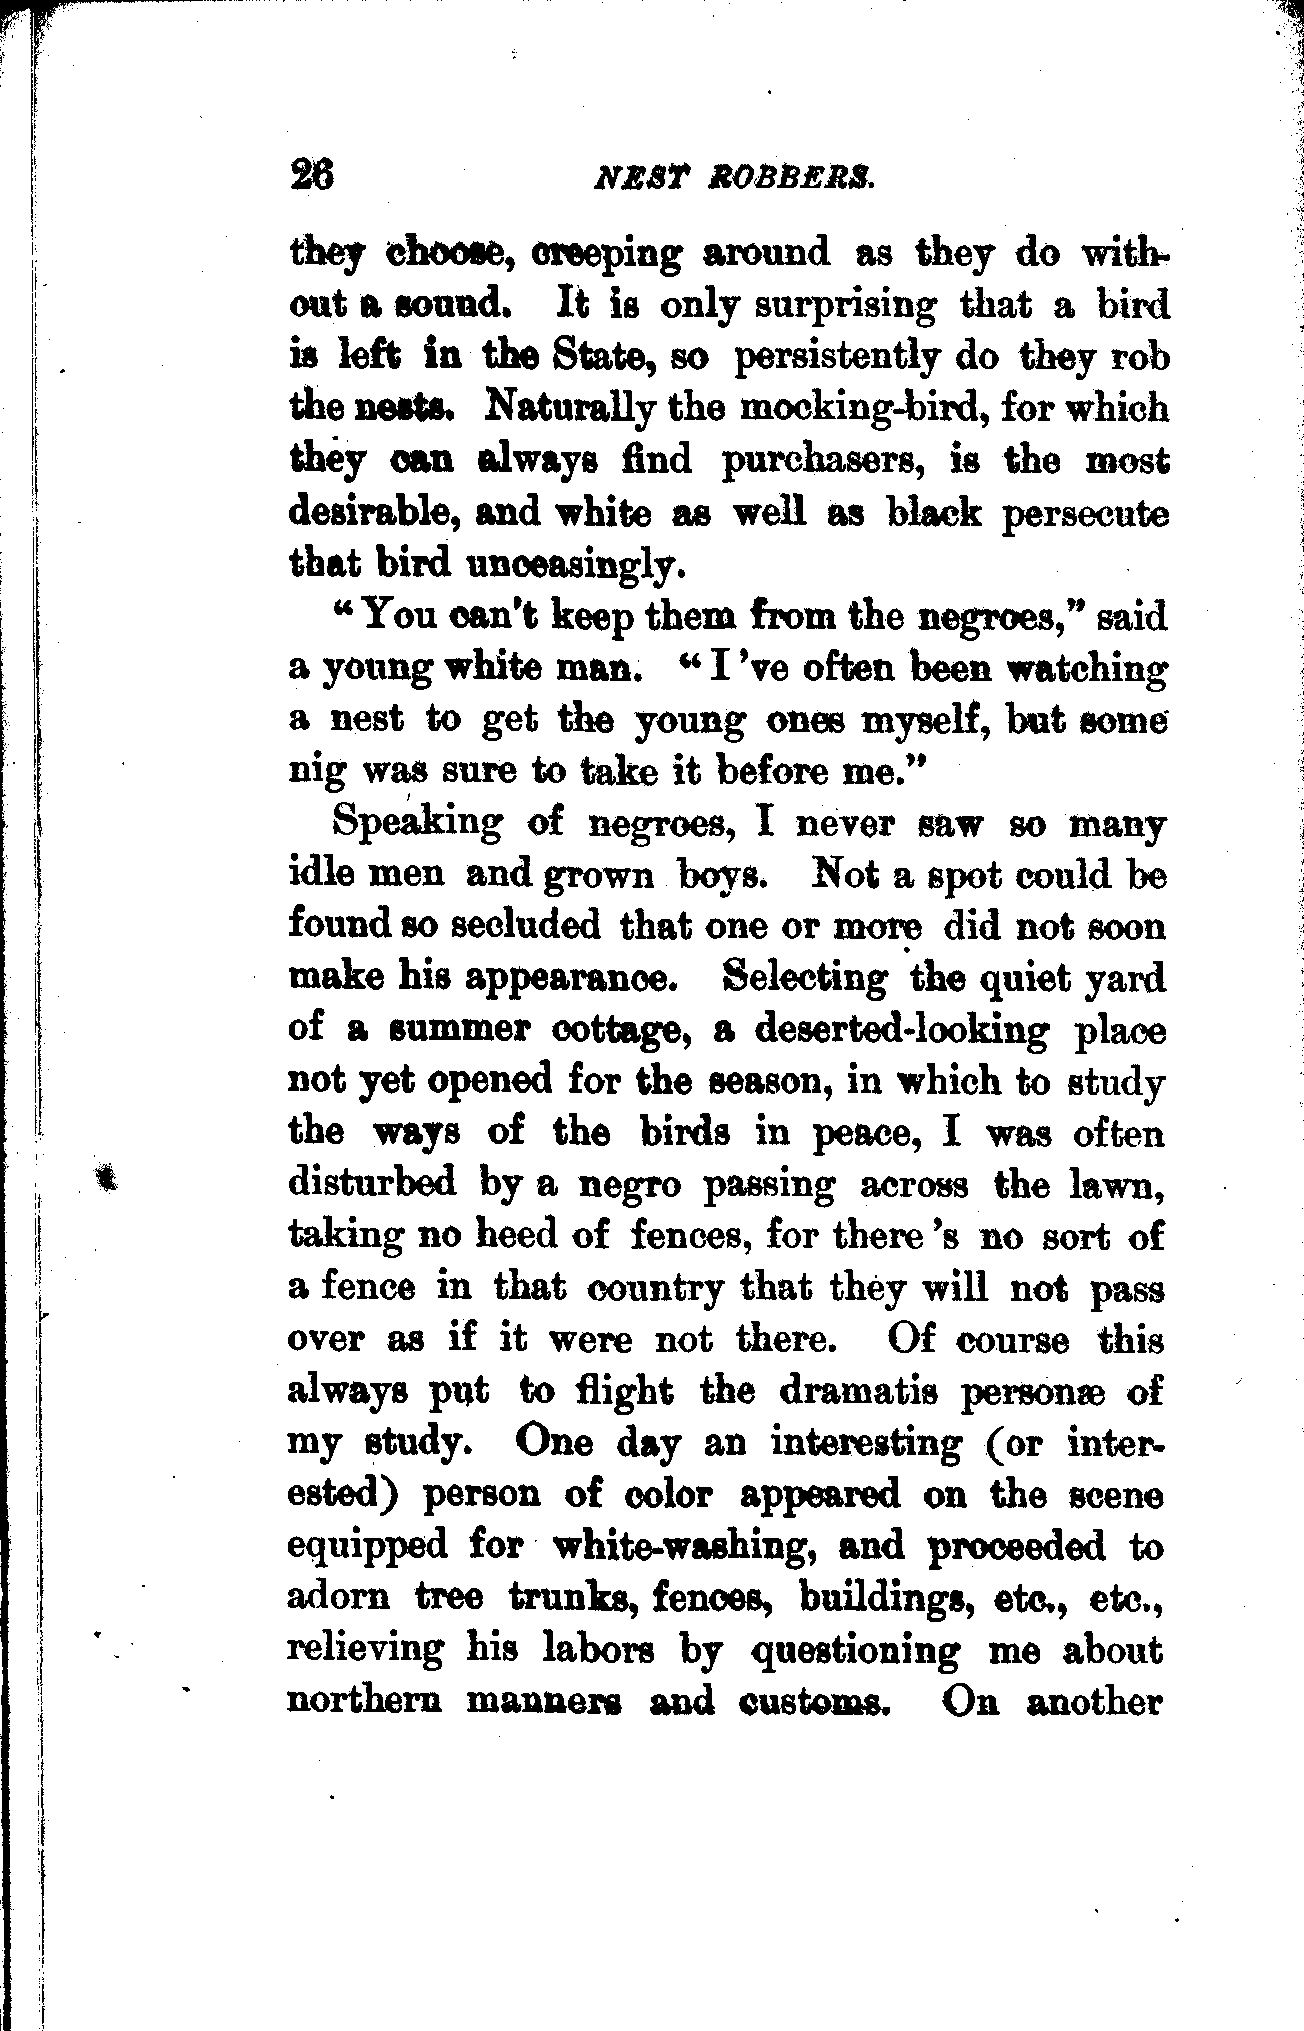 26 NEST ROBBERS.
they choose, creeping around as they do with-
out a sound. It is only surprising that a bird
is left in the State, so persistently do they rob
the nests. Naturally the mocking-bird, for which
they can always find purchasers, is the most
desirable, and white as well as black persecute
that bird unceasingly.
“You can't keep them from the negroes,” said
a young white man. “I 've often been watching
a nest to get the young ones myself, but some
nig was sure to take it before me.”
Speaking of negroes, I never saw so many
idle men and grown boys. Not a spot could be
found so secluded that one or more did not soon
make his appearance. Selecting the quiet yard
of a summer cottage, a deserted-looking place
not yet opened for the season, in which to study
the ways of the birds in peace, I was often
disturbed by a negro passing across the lawn,
taking no heed of fences, for there 's no sort of
a fence in that country that they will not pass
over as if it were not there. Of course this
always put to flight the dramatis personæ of
my study. One day an interesting (or inter-
ested) person of color appeared on the scene
equipped for white-washing, and proceeded to
adorn tree trunks, fences, buildings, etc., etc.,
relieving his labors by questioning me about
northern manners and customs. On another